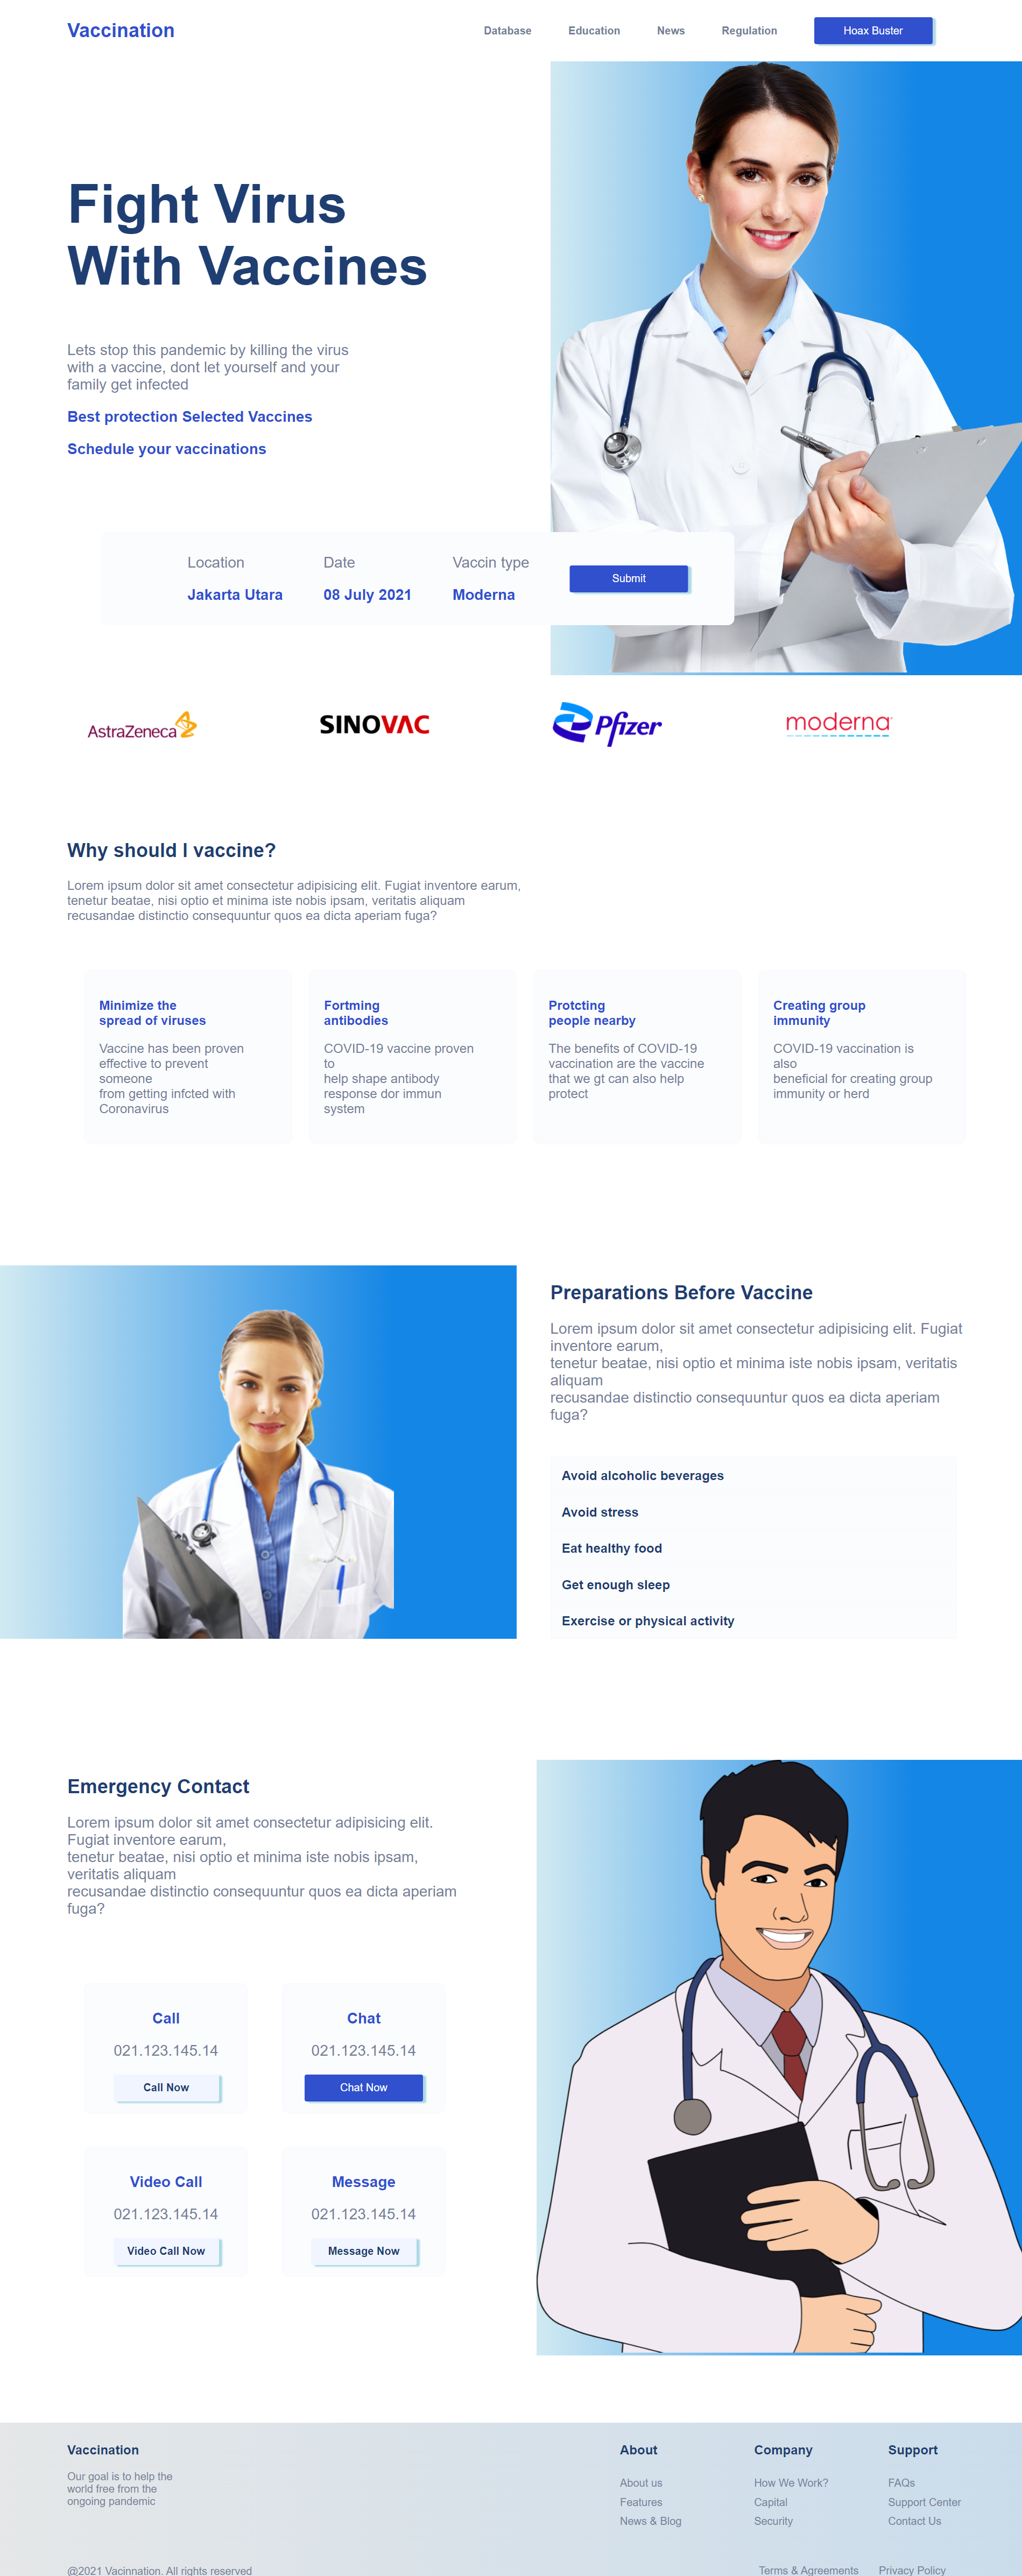 Vaccination
Database
Education
News
Regulation
Hoax Buster
Fight Virus
With Vaccines
Lets stop this pandemic by killing the virus
with a vaccine, dont let yourself and your
family get infected
Best protection Selected Vaccines
Schedule your vaccinations
Location
Date
Vaccin type
Jakarta Utara
08 July 2021
Moderna
Submit
AstraZeneca
SINOVAC
Pfizer
moderna
Why should I vaccine?
Lorem ipsum dolor sit amet consectetur adipisicing elit. Fugiat inventore earum,
tenetur beatae, nisi optio et minima iste nobis ipsam, veritatis aliquam
recusandae distinctio consequuntur quos ea dicta aperiam fuga?
Minimize the
spread of viruses
Vaccine has been proven
effective to prevent
someone
from getting infcted with
Coronavirus
Fortming
antibodies
COVID-19 vaccine proven
to
help shape antibody
response dor immun
system
Protcting
people nearby
The benefits of COVID-19
vaccination are the vaccine
that we gt can also help
protect
Creating group
immunity
COVID-19 vaccination is
also
beneficial for creating group
immunity or herd
Preparations Before Vaccine
Lorem ipsum dolor sit amet consectetur adipisicing elit. Fugiat
inventore earum,
tenetur beatae, nisi optio et minima iste nobis ipsam, veritatis
aliquam
recusandae distinctio consequuntur quos ea dicta aperiam
fuga?
Avoid alcoholic beverages
Avoid stress
Eat healthy food
Get enough sleep
Exercise or physical activity
Emergency Contact
Lorem ipsum dolor sit amet consectetur adipisicing elit.
Fugiat inventore earum,
tenetur beatae, nisi optio et minima iste nobis ipsam,
veritatis aliquam
recusandae distinctio consequuntur quos ea dicta aperiam
fuga?
Call
021.123.145.14
Call Now
Chat
021.123.145.14
Chat Now
Video Call
021.123.145.14
Video Call Now
Message
021.123.145.14
Message Now
Vaccination
Our goal is to help the
world free from the
ongoing pandemic
About
About us
Features
News & Blog
Company
How We Work?
Capital
Security
Support
FAQs
Support Center
Contact Us
@2021 Vacinnation. All rights reserved
Terms & Agreements
Privacy Policy